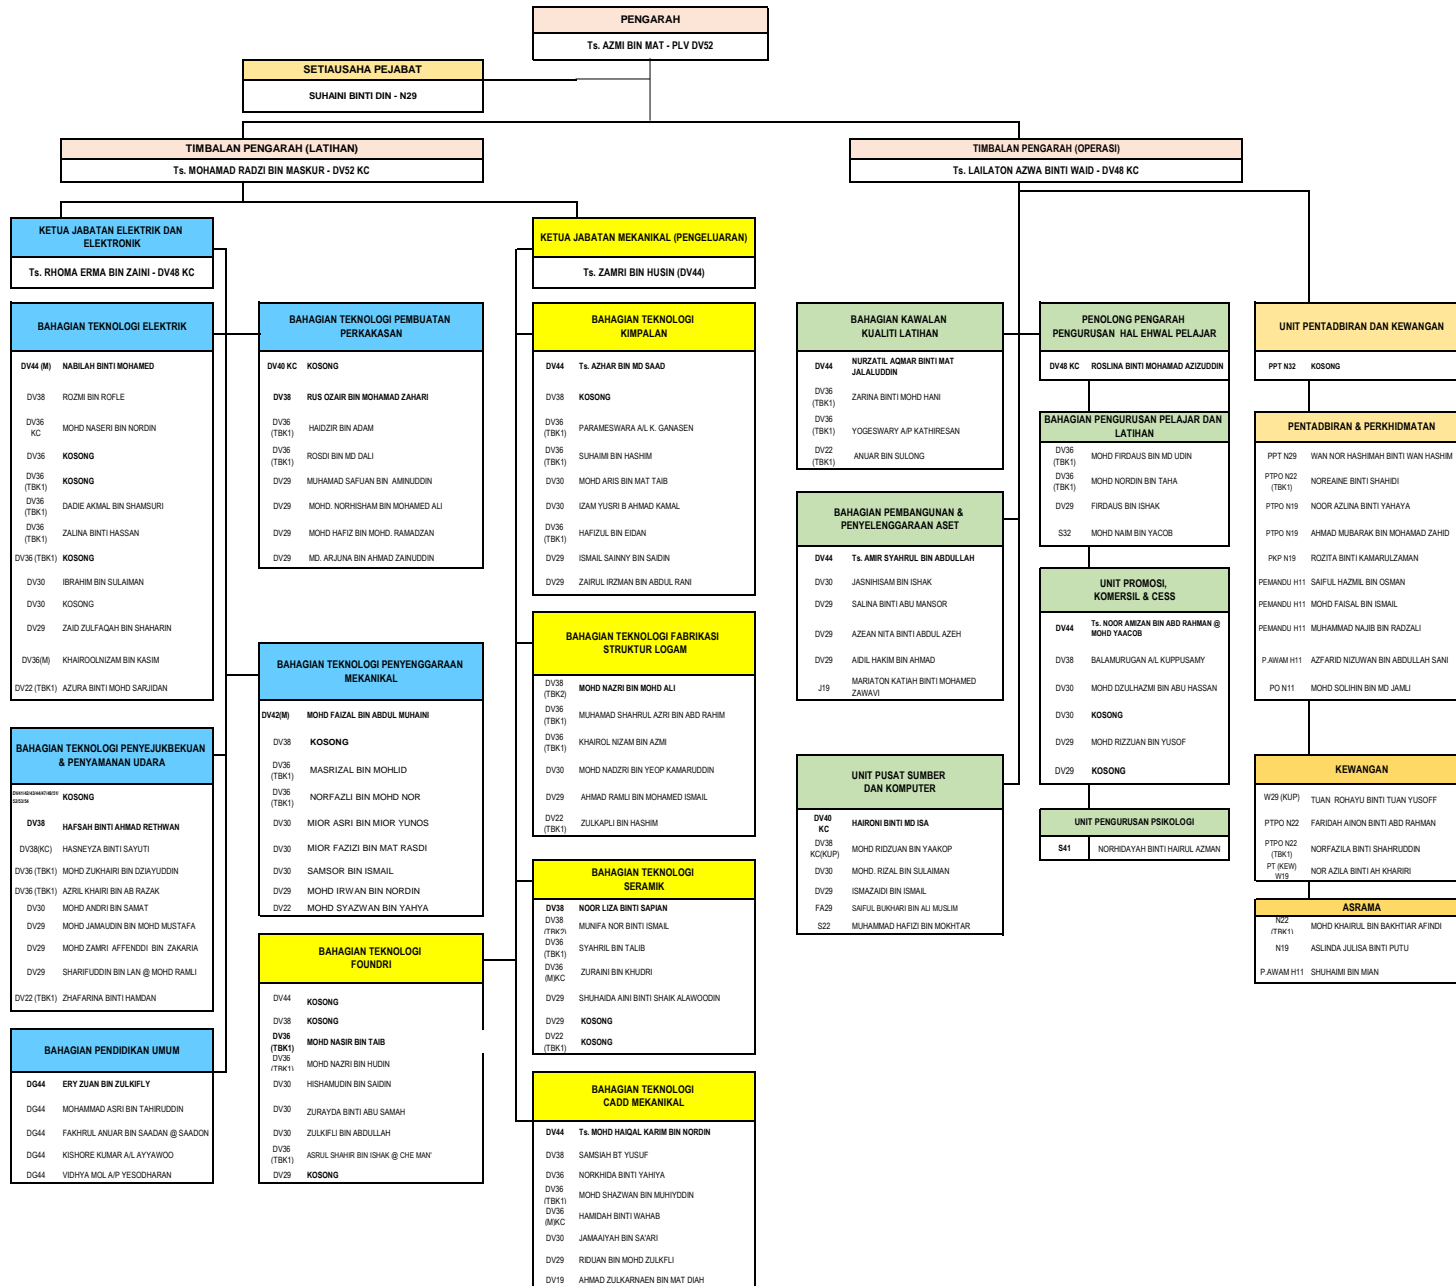 PENGARAH
Ts. AZMI BIN MAT - PLV DV52
SETIAUSAHA PEJABAT
SUHAINI BINTI DIN - N29
TIMBALAN PENGARAH (LATIHAN)
Ts. MOHAMAD RADZI BIN MASKUR - DV52 KC
TIMBALAN PENGARAH (OPERASI)
Ts. LAILATON AZWA BINTI WAID - DV48 KC
KETUA JABATAN ELEKTRIK DAN
ELEKTRONIK
Ts. RHOMA ERMA BIN ZAINI - DV48 KC
KETUA JABATAN MEKANIKAL (PENGELUARAN)
Ts. ZAMRI BIN HUSIN (DV44)
BAHAGIAN TEKNOLOGI ELEKTRIK
DV44 (M) NABILAH BINTI MOHAMED
DV38 ROZMI BIN ROFLE
DV36
KC MOHD NASERI BIN NORDIN
DV36 KOSONG
DV36
(TBK1) KOSONG
DV36
(TBK1) DADIE AKMAL BIN SHAMSURI
DV36
(TBK1) ZALINA BINTI HASSAN
DV36 (TBK1) KOSONG
DV30 IBRAHIM BIN SULAIMAN
DV30 KOSONG
DV29 ZAID ZULFAQAH BIN SHAHARIN
DV36(M) KHAIROOLNIZAM BIN KASIM
DV22 (TBK1) AZURA BINTI MOHD SARJIDAN
BAHAGIAN TEKNOLOGI PENYEJUKBEKUAN
& PENYAMANAN UDARA
KOSONG
DV38 HAFSAH BINTI AHMAD RETHWAN
DV38(KC) HASNEYZA BINTI SAYUTI
DV36 (TBK1) MOHD ZUKHAIRI BIN DZIAYUDDIN
DV36 (TBK1) AZRIL KHAIRI BIN AB RAZAK
DV30 MOHD ANDRI BIN SAMAT
DV29 MOHD JAMAUDIN BIN MOHD MUSTAFA
DV29 MOHD ZAMRI AFFENDDI BIN ZAKARIA
DV29 SHARIFUDDIN BIN LAN @ MOHD RAMLI
DV22 (TBK1) ZHAFARINA BINTI HAMDAN
BAHAGIAN PENDIDIKAN UMUM
DG44 ERY ZUAN BIN ZULKIFLY
DG44 MOHAMMAD ASRI BIN TAHIRUDDIN
DG44 FAKHRUL ANUAR BIN SAADAN @ SAADON
DG44 KISHORE KUMAR A/L AYYAWOO
DG44 VIDHYA MOL A/P YESODHARAN
BAHAGIAN TEKNOLOGI PEMBUATAN
PERKAKASAN
DV40 KC KOSONG
DV38 RUS OZAIR BIN MOHAMAD ZAHARI
DV36
(TBK1) HAIDZIR BIN ADAM
DV36
(TBK1) ROSDI BIN MD DALI
DV29 MUHAMAD SAFUAN BIN AMINUDDIN
DV29 MOHD. NORHISHAM BIN MOHAMED ALI
DV29 MOHD HAFIZ BIN MOHD. RAMADZAN
DV29 MD. ARJUNA BIN AHMAD ZAINUDDIN
BAHAGIAN TEKNOLOGI PENYENGGARAAN
MEKANIKAL
DV42(M) MOHD FAIZAL BIN ABDUL MUHAINI
DV38 KOSONG
DV36
(TBK1) MASRIZAL BIN MOHLID
DV36
(TBK1) NORFAZLI BIN MOHD NOR
DV30 MIOR ASRI BIN MIOR YUNOS
DV30 MIOR FAZIZI BIN MAT RASDI
DV30 SAMSOR BIN ISMAIL
DV29 MOHD IRWAN BIN NORDIN
DV22 MOHD SYAZWAN BIN YAHYA
BAHAGIAN TEKNOLOGI
FOUNDRI
DV44 KOSONG
DV38 KOSONG
DV36
(TBK1) MOHD NASIR BIN TAIB
DV36
(TBK1) MOHD NAZRI BIN HUDIN
DV30 HISHAMUDIN BIN SAIDIN
DV30 ZURAYDA BINTI ABU SAMAH
DV30 ZULKIFLI BIN ABDULLAH
DV36
(TBK1) ASRUL SHAHIR BIN ISHAK @ CHE MAN'
DV29 KOSONG
BAHAGIAN TEKNOLOGI
KIMPALAN
DV44 Ts. AZHAR BIN MD SAAD
DV38 KOSONG
DV36
(TBK1) PARAMESWARA A/L K. GANASEN
DV36
(TBK1) SUHAIMI BIN HASHIM
DV30 MOHD ARIS BIN MAT TAIB
DV30 IZAM YUSRI B AHMAD KAMAL
DV36
(TBK1) HAFIZUL BIN EIDAN
DV29 ISMAIL SAINNY BIN SAIDIN
DV29 ZAIRUL IRZMAN BIN ABDUL RANI
BAHAGIAN TEKNOLOGI FABRIKASI
STRUKTUR LOGAM
DV38
(TBK2) MOHD NAZRI BIN MOHD ALI
DV36
(TBK1) MUHAMAD SHAHRUL AZRI BIN ABD RAHIM
DV36
(TBK1) KHAIROL NIZAM BIN AZMI
DV30 MOHD NADZRI BIN YEOP KAMARUDDIN
DV29 AHMAD RAMLI BIN MOHAMED ISMAIL
DV22
(TBK1) ZULKAPLI BIN HASHIM
BAHAGIAN TEKNOLOGI
SERAMIK
DV38 NOOR LIZA BINTI SAPIAN
DV38
(TBK2) MUNIFA NOR BINTI ISMAIL
DV36
(TBK1) SYAHRIL BIN TALIB
DV36
(M)KC ZURAINI BIN KHUDRI
DV29 SHUHAIDA AINI BINTI SHAIK ALAWOODIN
DV29 KOSONG
DV22
(TBK1) KOSONG
BAHAGIAN TEKNOLOGI
CADD MEKANIKAL
DV44 Ts. MOHD HAIQAL KARIM BIN NORDIN
DV38 SAMSIAH BT YUSUF
DV36 NORKHIDA BINTI YAHIYA
DV36
(TBK1) MOHD SHAZWAN BIN MUHIYDDIN
DV36
(M)KC HAMIDAH BINTI WAHAB
DV30 JAMAAIYAH BIN SA'ARI
DV29 RIDUAN BIN MOHD ZULKFLI
DV19 AHMAD ZULKARNAEN BIN MAT DIAH
BAHAGIAN KAWALAN
KUALITI LATIHAN
DV44 NURZATIL AQMAR BINTI MAT
JALALUDDIN
DV36
(TBK1) ZARINA BINTI MOHD HANI
DV36
(TBK1) YOGESWARY A/P KATHIRESAN
DV22
(TBK1) ANUAR BIN SULONG
BAHAGIAN PEMBANGUNAN &
PENYELENGGARAAN ASET
DV44 Ts. AMIR SYAHRUL BIN ABDULLAH
DV30 JASNIHISAM BIN ISHAK
DV29 SALINA BINTI ABU MANSOR
DV29 AZEAN NITA BINTI ABDUL AZEH
DV29 AIDIL HAKIM BIN AHMAD
J19 MARIATON KATIAH BINTI MOHAMED
ZAWAVI
UNIT PUSAT SUMBER
DAN KOMPUTER
DV40
KC HAIRONI BINTI MD ISA
DV38
KC(KUP) MOHD RIDZUAN BIN YAAKOP
DV30 MOHD. RIZAL BIN SULAIMAN
DV29 ISMAZAIDI BIN ISMAIL
FA29 SAIFUL BUKHARI BIN ALI MUSLIM
S22 MUHAMMAD HAFIZI BIN MOKHTAR
PENOLONG PENGARAH
PENGURUSAN HAL EHWAL PELAJAR
DV48 KC ROSLINA BINTI MOHAMAD AZIZUDDIN
BAHAGIAN PENGURUSAN PELAJAR DAN
LATIHAN
DV36
(TBK1) MOHD FIRDAUS BIN MD UDIN
DV36
(TBK1) MOHD NORDIN BIN TAHA
DV29 FIRDAUS BIN ISHAK
S32 MOHD NAIM BIN YACOB
UNIT PROMOSI,
KOMERSIL & CESS
DV44 Ts. NOOR AMIZAN BIN ABD RAHMAN @
MOHD YAACOB
DV38 BALAMURUGAN A/L KUPPUSAMY
DV30 MOHD DZULHAZMI BIN ABU HASSAN
DV30 KOSONG
DV29 MOHD RIZZUAN BIN YUSOF
DV29 KOSONG
UNIT PENGURUSAN PSIKOLOGI
S41 NORHIDAYAH BINTI HAIRUL AZMAN
UNIT PENTADBIRAN DAN KEWANGAN
PPT N32 KOSONG
PENTADBIRAN & PERKHIDMATAN
PPT N29 WAN NOR HASHIMAH BINTI WAN HASHIM
PTPO N22
(TBK1) NOREAINE BINTI SHAHIDI
PTPO N19 NOOR AZLINA BINTI YAHAYA
PTPO N19 AHMAD MUBARAK BIN MOHAMAD ZAHID
PKP N19 ROZITA BINTI KAMARULZAMAN
PEMANDU H11 SAIFUL HAZMIL BIN OSMAN
PEMANDU H11 MOHD FAISAL BIN ISMAIL
PEMANDU H11 MUHAMMAD NAJIB BIN RADZALI
P.AWAM H11 AZFARID NIZUWAN BIN ABDULLAH SANI
PO N11 MOHD SOLIHIN BIN MD JAMLI
KEWANGAN
W29 (KUP) TUAN ROHAYU BINTI TUAN YUSOFF
PTPO N22 FARIDAH AINON BINTI ABD RAHMAN
PTPO N22
(TBK1) NORFAZILA BINTI SHAHRUDDIN
PT (KEW)
W19 NOR AZILA BINTI AH KHARIRI
ASRAMA
N22
(TBK1) MOHD KHAIRUL BIN BAKHTIAR AFINDI
N19 ASLINDA JULISA BINTI PUTU
P.AWAM H11 SHUHAIMI BIN MIAN